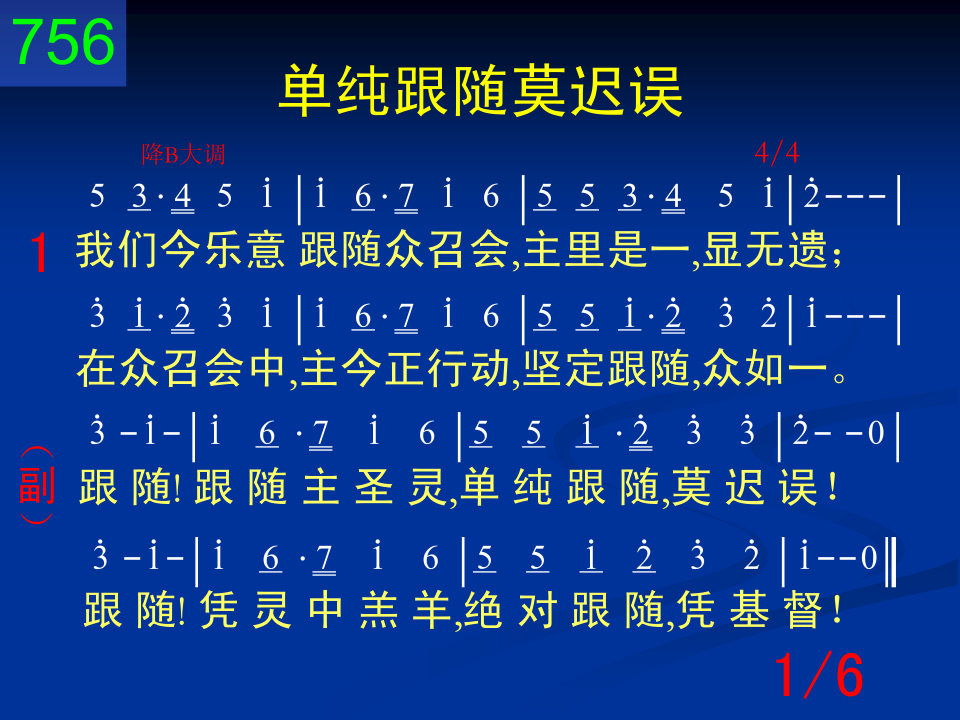 756
单纯跟随莫迟误
降B大调 4/4
5 3·4 5 i | i 6·7 i 6 | 5 5 3·4 5 i | 2̇--- |
1 我们今乐意 跟随众召会,主里是一,显无遗;
3̇ i·2̇ 3̇ i | i 6·7 i 6 | 5 5 i·2̇ 3̇ 2̇ | i--- |
在众召会中,主今正行动,坚定跟随,众如一。
3̇ -i- | i 6·7 i 6 | 5 5 i·2̇ 3̇ 3̇ | 2̇--0 |
(副) 跟随!跟随主圣灵,单纯跟随,莫迟误!
3̇ -i- | i 6·7 i 6 | 5 5 i 2̇ 3̇ 2̇ | i--0 ‖
跟随!凭灵中羔羊,绝对跟随,凭基督!
1/6